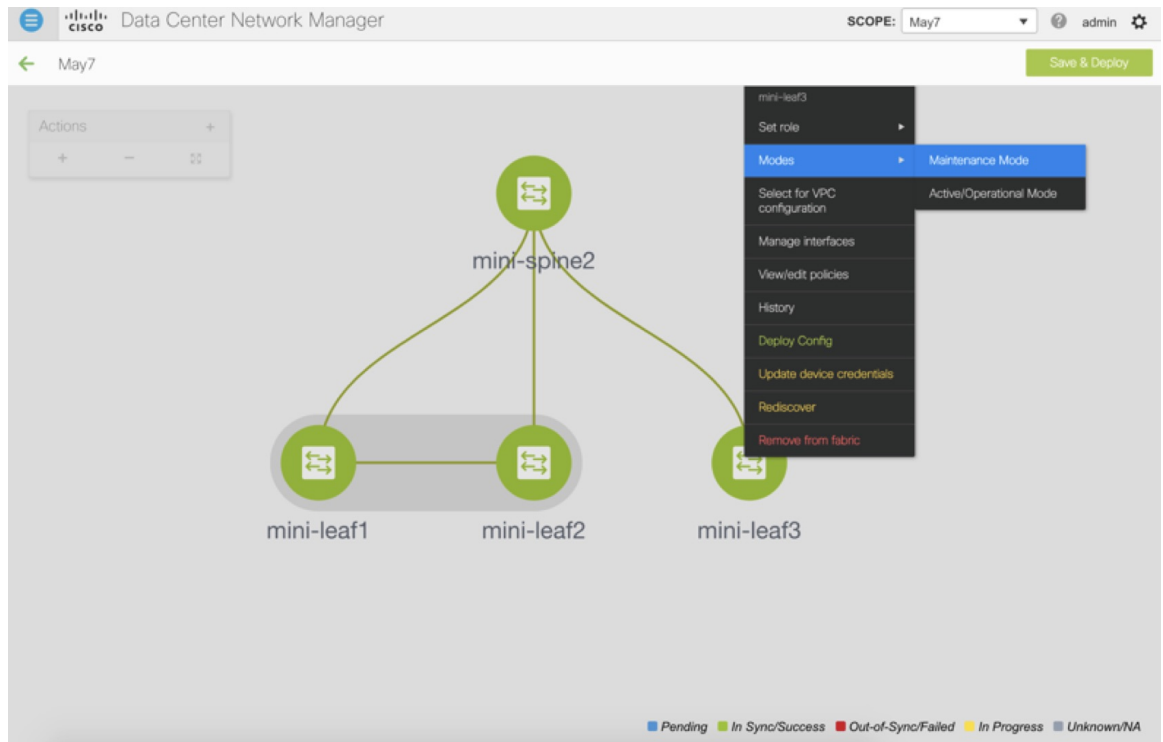 cisco Data Center Network Manager
SCOPE: May7
admin
May7
Save & Deploy
Actions
mini-leaf3
Set role
Modes
Maintenance Mode
Select for VPC
configuration
Active/Operational Mode
Manage interfaces
View/edit policies
History
Deploy Config
Update device credentials
Rediscover
Remove from fabric
mini-spine2
mini-leaf1
mini-leaf2
mini-leaf3
Pending In Sync/Success Out-of-Sync/Failed In Progress Unknown/NA